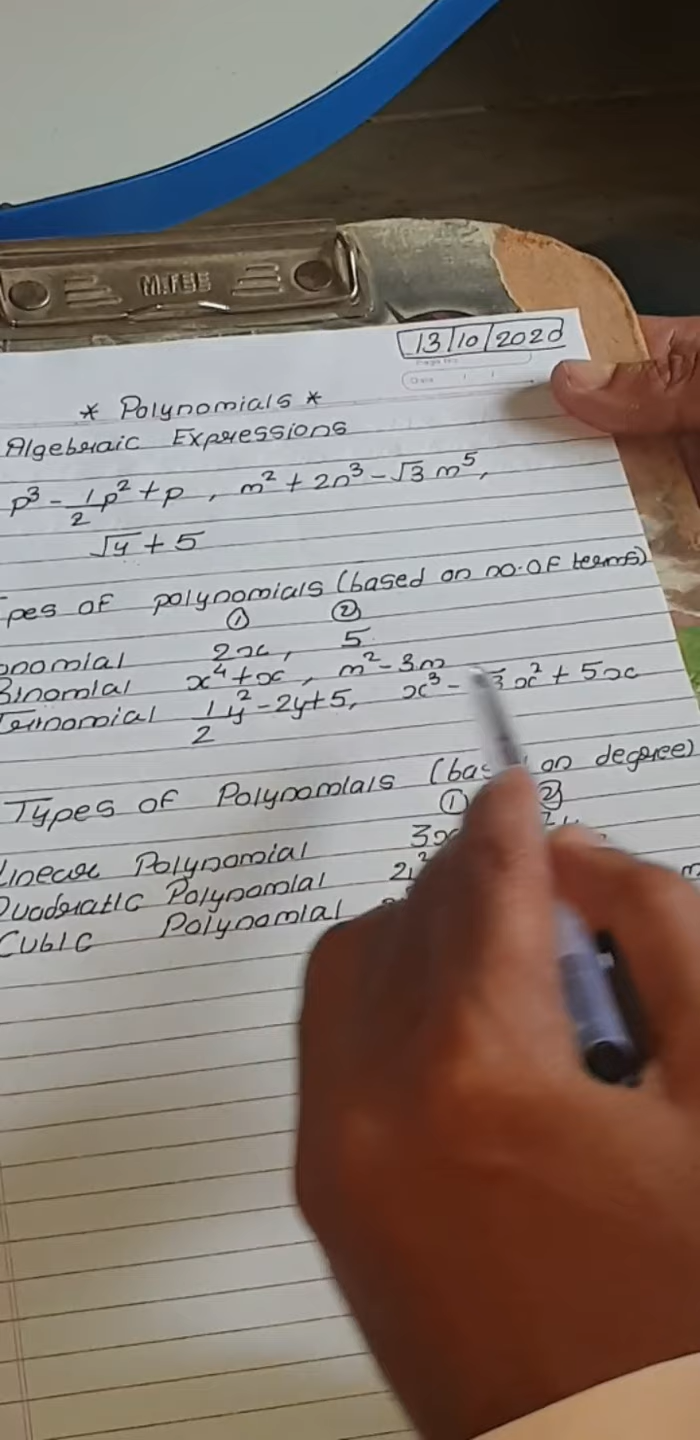 M.TEE
13/10/2020
* Polynomials *
Algebraic Expressions
p³ - 1/2 p² + p , m² + 2n³ - √3 m⁵,
√y + 5
pes of polynomials (based on no. of terms)
① ②
onomial 2x, 5
Binomial x⁴ + x, m² - 3m
Trinomial 1/2 y² - 2y + 5, x³ - 3x² + 5x
Types of Polynomials (bas on degree)
① ②
Linear Polynomial 3x
Quadratic Polynomial
Cubic Polynomial